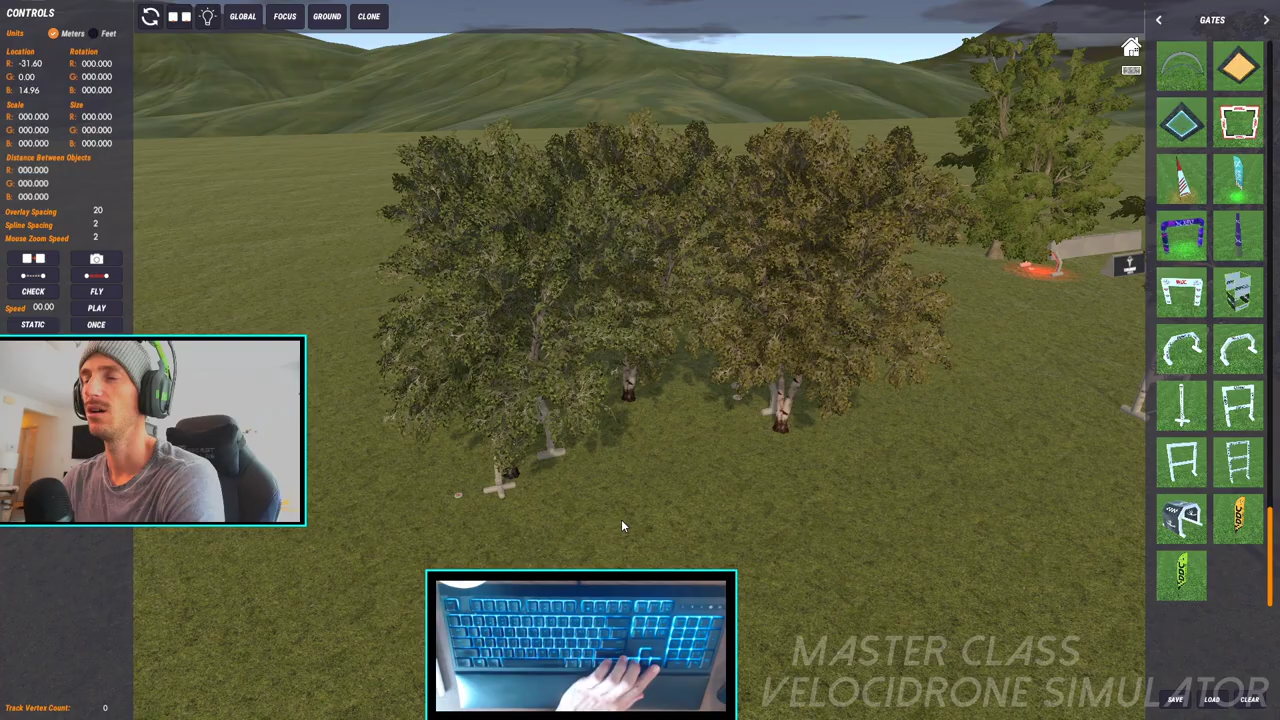 CONTROLS
Units Meters Feet
Location Rotation
R: -31.60 R: 000.000
G: 0.00 G: 000.000
B: 14.96 B: 000.000
Scale Size
R: 000.000 R: 000.000
G: 000.000 G: 000.000
B: 000.000 B: 000.000
Distance Between Objects
R: 000.000
G: 000.000
B: 000.000
Overlay Spacing 20
Spline Spacing 2
Mouse Zoom Speed 2
CHECK FLY
Speed 00.00 PLAY
STATIC ONCE
Track Vertex Count: 0
GLOBAL FOCUS GROUND CLONE
GATES
MASTER CLASS
VELOCIDRONE SIMULATOR
SAVE LOAD CLEAR